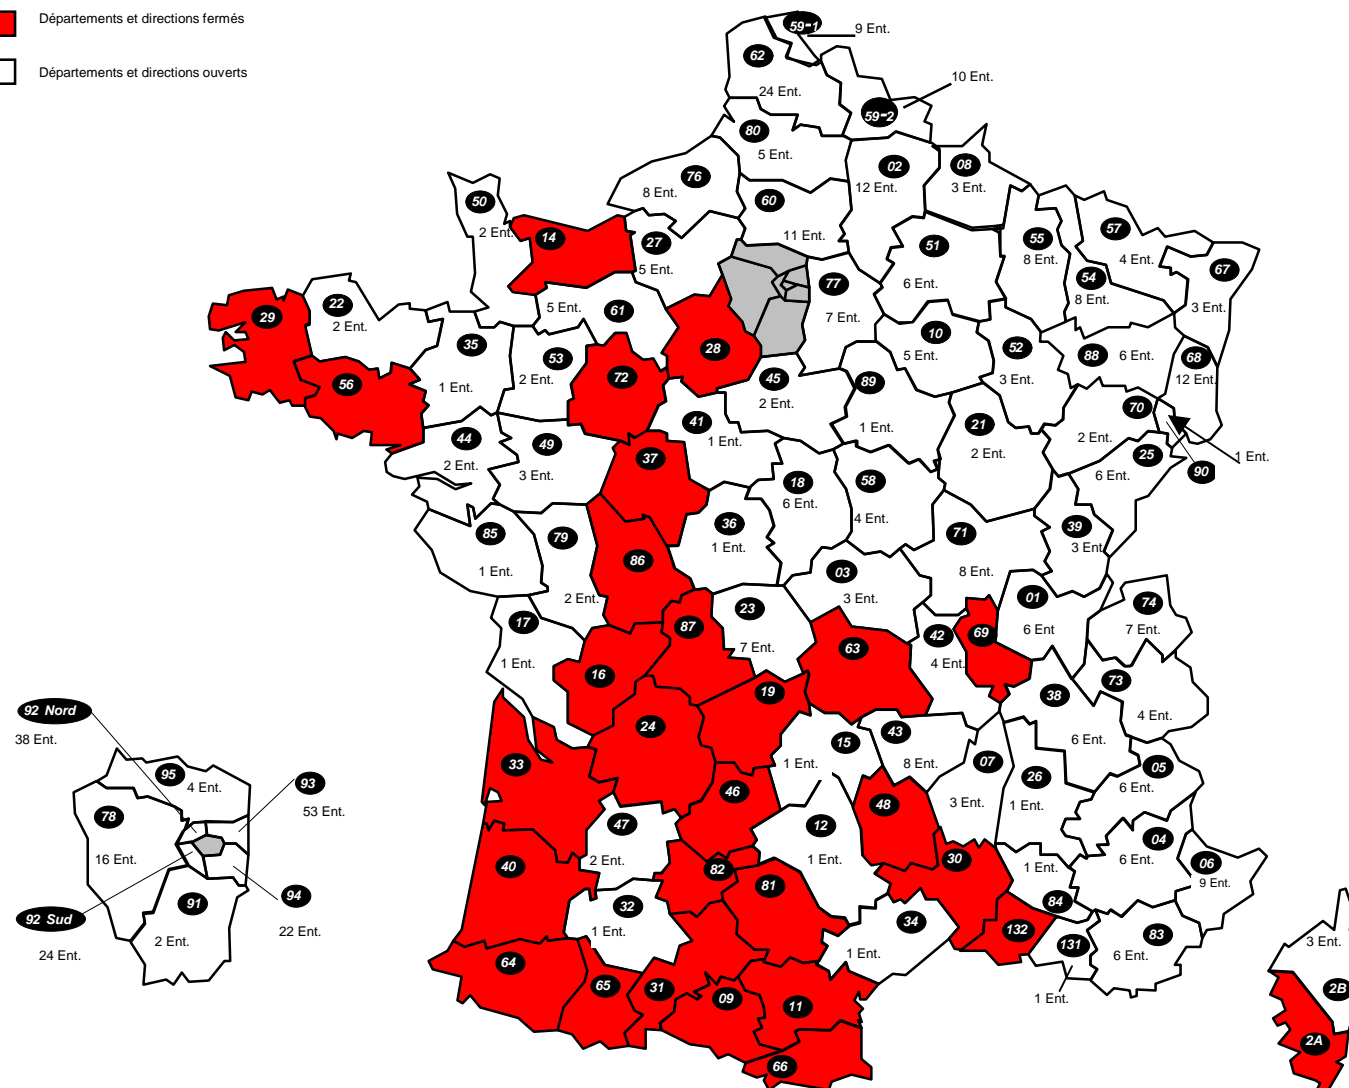 Départements et directions fermés
Départements et directions ouverts
59-1
9 Ent.
62
24 Ent.
10 Ent.
59-2
80
5 Ent.
02
12 Ent.
08
3 Ent.
76
8 Ent.
60
11 Ent.
50
2 Ent.
14
27
5 Ent.
51
6 Ent.
55
8 Ent.
57
4 Ent.
54
8 Ent.
67
3 Ent.
77
7 Ent.
22
2 Ent.
29
61
5 Ent.
35
1 Ent.
53
2 Ent.
28
10
5 Ent.
52
3 Ent.
88
6 Ent.
68
12 Ent.
56
72
45
2 Ent.
89
1 Ent.
70
2 Ent.
41
1 Ent.
21
2 Ent.
44
2 Ent.
49
3 Ent.
37
25
6 Ent.
1 Ent.
90
18
6 Ent.
58
4 Ent.
36
1 Ent.
85
1 Ent.
79
2 Ent.
86
71
8 Ent.
39
3 Ent.
03
3 Ent.
01
6 Ent
74
7 Ent.
23
7 Ent.
17
1 Ent.
87
63
42
4 Ent.
69
16
19
38
6 Ent.
73
4 Ent.
92 Nord
38 Ent.
24
15
1 Ent.
43
8 Ent.
07
3 Ent.
26
1 Ent.
05
6 Ent.
33
95
4 Ent.
93
53 Ent.
78
16 Ent.
46
48
47
2 Ent.
12
1 Ent.
04
6 Ent.
06
9 Ent.
40
82
81
30
1 Ent.
84
94
22 Ent.
91
2 Ent.
92 Sud
24 Ent.
32
1 Ent.
34
1 Ent.
132
131
1 Ent.
83
6 Ent.
3 Ent.
2B
64
65
31
09
11
66
2A